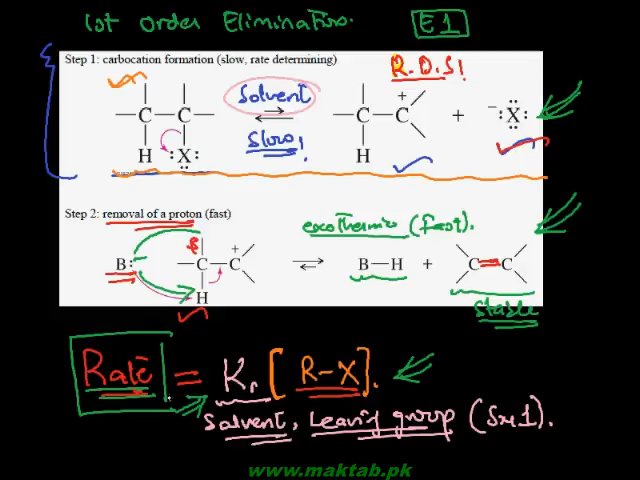 1st Order Elimination. E1
Step 1: carbocation formation (slow, rate determining)
R.D.S!
Solvent
Slow!
— C — C — — C — C + + ⁻:X:
H :X: H
Step 2: removal of a proton (fast)
exothermic (fast).
B: — C — C + B — H + C = C
H
Stable
Rate = Kr [R-X].
Solvent, Leaving group (SN1).
www.maktab.pk